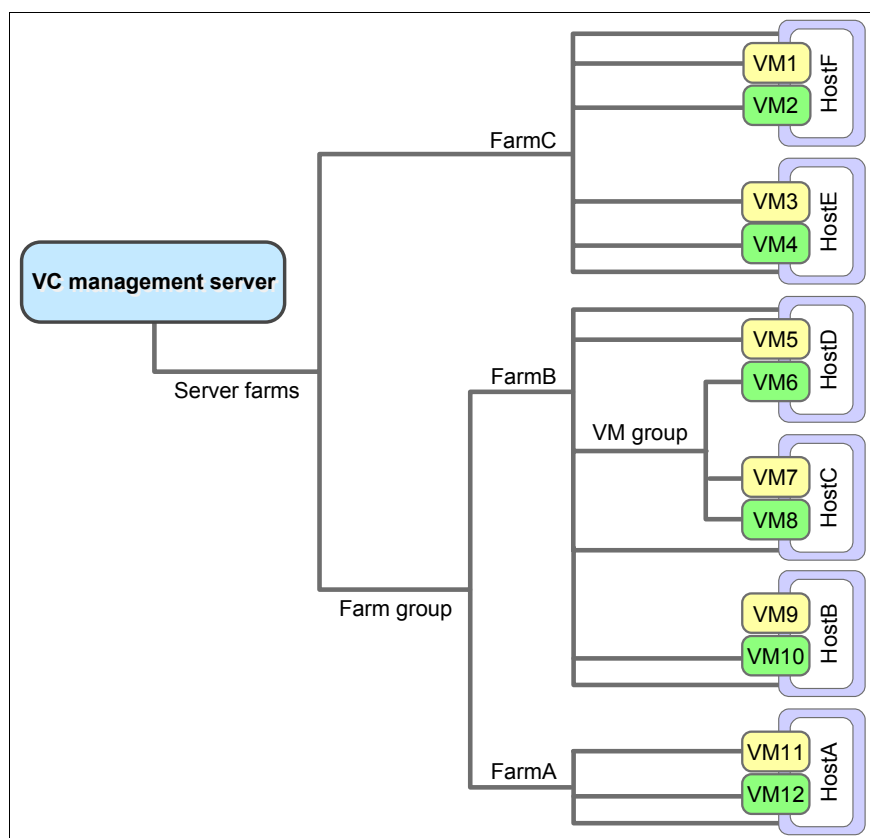 VM1
VM2
HostF
FarmC
VM3
VM4
HostE
VC management server
Server farms
VM5
VM6
HostD
FarmB
VM group
VM7
VM8
HostC
Farm group
VM9
VM10
HostB
FarmA
VM11
VM12
HostA